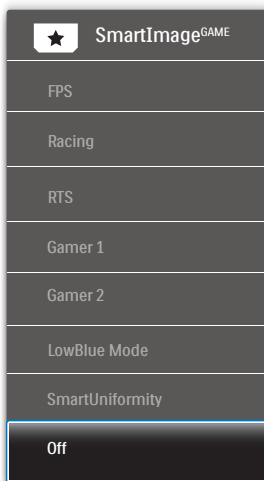 SmartImageGAME
FPS
Racing
RTS
Gamer 1
Gamer 2
LowBlue Mode
SmartUniformity
Off